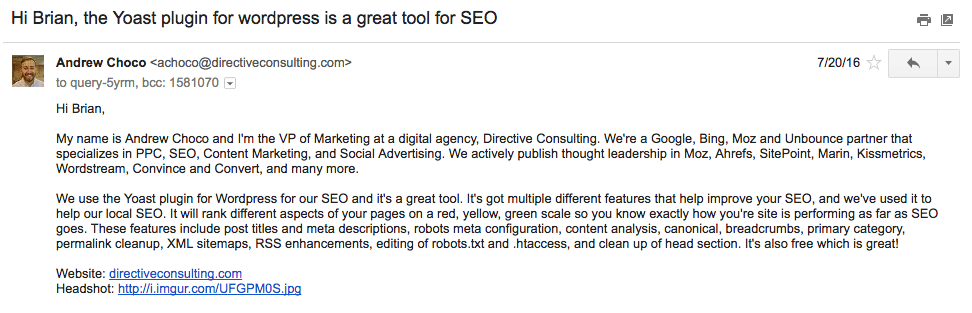 Hi Brian, the Yoast plugin for wordpress is a great tool for SEO
Andrew Choco <achoco@directiveconsulting.com>
7/20/16
to query-5yrm, bcc: 1581070
Hi Brian,
My name is Andrew Choco and I'm the VP of Marketing at a digital agency, Directive Consulting. We're a Google, Bing, Moz and Unbounce partner that
specializes in PPC, SEO, Content Marketing, and Social Advertising. We actively publish thought leadership in Moz, Ahrefs, SitePoint, Marin, Kissmetrics,
Wordstream, Convince and Convert, and many more.
We use the Yoast plugin for Wordpress for our SEO and it's a great tool. It's got multiple different features that help improve your SEO, and we've used it to
help our local SEO. It will rank different aspects of your pages on a red, yellow, green scale so you know exactly how you're site is performing as far as SEO
goes. These features include post titles and meta descriptions, robots meta configuration, content analysis, canonical, breadcrumbs, primary category,
permalink cleanup, XML sitemaps, RSS enhancements, editing of robots.txt and .htaccess, and clean up of head section. It's also free which is great!
Website: directiveconsulting.com
Headshot: http://i.imgur.com/UFGPM0S.jpg